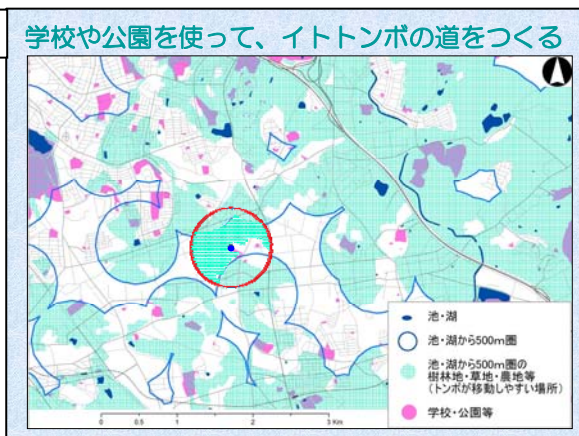 学校や公園を使って、イトトンボの道をつくる
池・湖
池・湖から500m圏
池・湖から500m圏の
樹林地・草地・農地等
(トンボが移動しやすい場所)
学校・公園等
0 0.5 1 2 3 Km